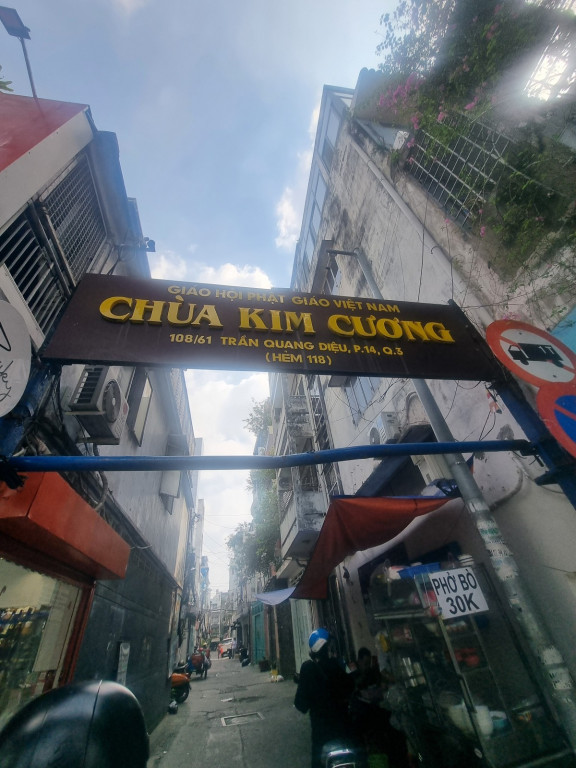 GIÁO HỘI PHẬT GIÁO VIỆT NAM
CHÙA KIM CƯƠNG
108/61 TRẦN QUANG DIỆU, P.14, Q.3
(HẺM 118)
PHỞ BÒ
30K